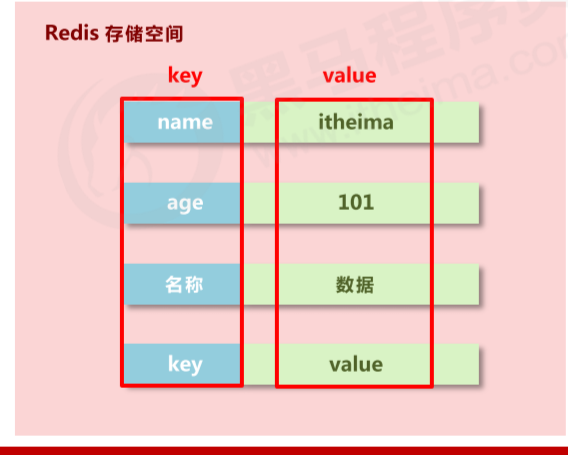 Redis 存储空间
key value
name itheima
age 101
名称 数据
key value
黑马程序员
www.itheima.com